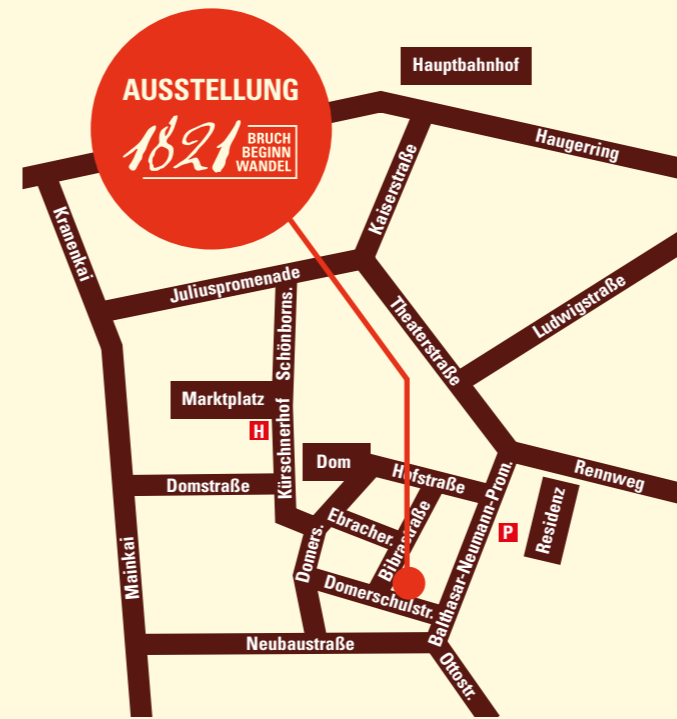 Hauptbahnhof
AUSSTELLUNG
1821
BRUCH
BEGINN
WANDEL
Haugerring
Kaiserstraße
Kranenkai
Juliuspromenade
Schönborns.
Theaterstraße
Ludwigstraße
Marktplatz
H
Kürschnerhof
Dom
Hofstraße
Rennweg
Domstraße
Residenz
P
Ebracher.
Bibrastraße
Balthasar-Neumann-Prom.
Domers.
Domerschulstr.
Mainkai
Neubaustraße
Ottostr.